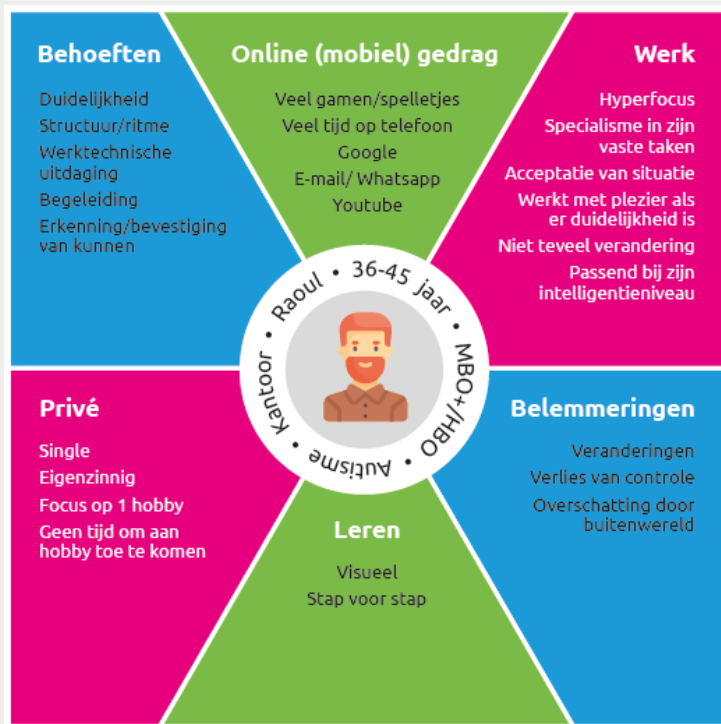 Behoeften
Duidelijkheid
Structuur/ritme
Werktechnische
uitdaging
Begeleiding
Erkenning/bevestiging
van kunnen
Online (mobiel) gedrag
Veel gamen/spelletjes
Veel tijd op telefoon
Google
E-mail/ Whatsapp
Youtube
Werk
Hyperfocus
Specialisme in zijn
vaste taken
Acceptatie van situatie
Werkt met plezier als
er duidelijkheid is
Niet teveel verandering
Passend bij zijn
intelligentieniveau
Raoul • 36-45 jaar • MBO+/HBO • Autisme • Kantoor •
Privé
Single
Eigenzinnig
Focus op 1 hobby
Geen tijd om aan
hobby toe te komen
Leren
Visueel
Stap voor stap
Belemmeringen
Veranderingen
Verlies van controle
Overschatting door
buitenwereld